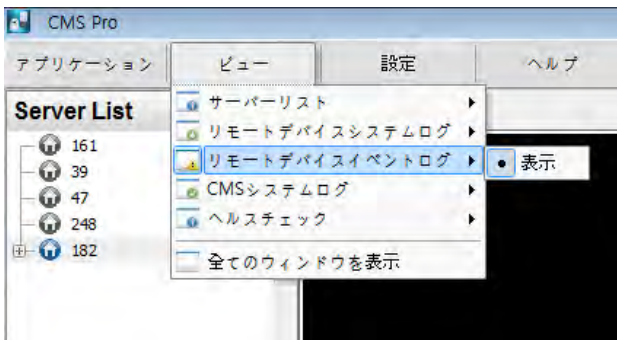 CMS Pro
アプリケーション ビュー 設定 ヘルプ
Server List
161
39
47
248
182
サーバーリスト
リモートデバイスシステムログ
リモートデバイスイベントログ
表示
CMSシステムログ
ヘルスチェック
全てのウィンドウを表示